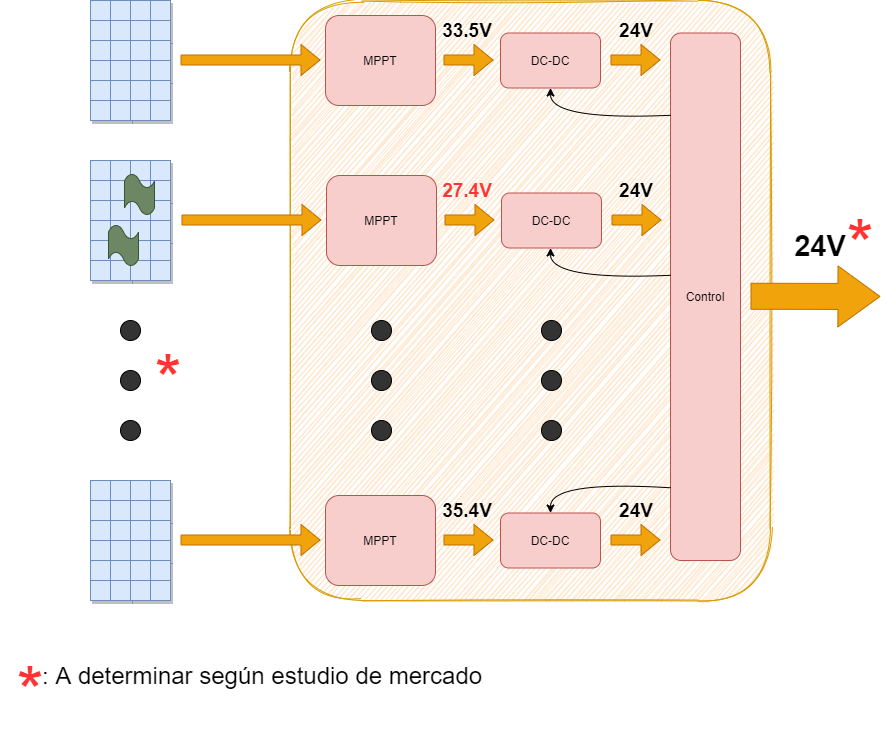 33.5V
24V
MPPT
DC-DC
27.4V
24V
MPPT
DC-DC
24V*
Control
*
35.4V
24V
MPPT
DC-DC
*: A determinar según estudio de mercado